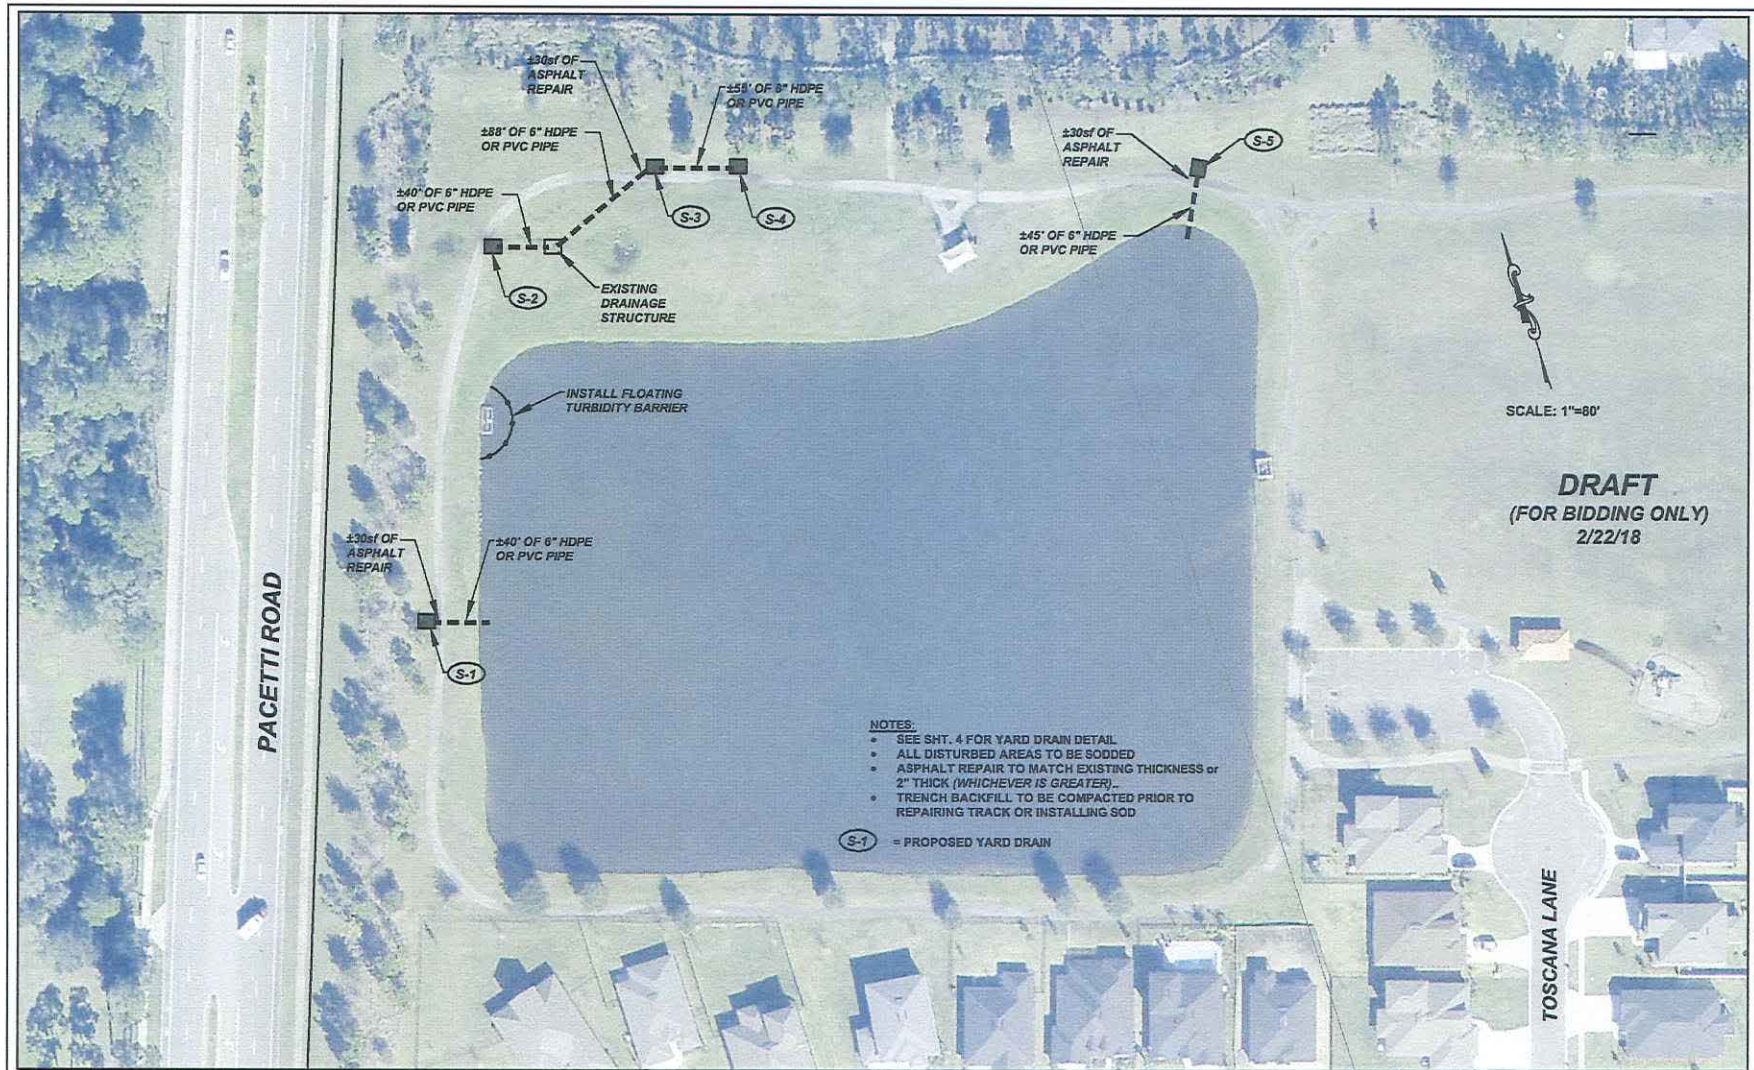 ±30sf OF
ASPHALT
REPAIR
±55' OF 6" HDPE
OR PVC PIPE
±88' OF 6" HDPE
OR PVC PIPE
±40' OF 6" HDPE
OR PVC PIPE
S-3
S-4
S-2
EXISTING
DRAINAGE
STRUCTURE
±30sf OF
ASPHALT
REPAIR
S-5
±45' OF 6" HDPE
OR PVC PIPE
INSTALL FLOATING
TURBIDITY BARRIER
SCALE: 1"=80'
DRAFT
(FOR BIDDING ONLY)
2/22/18
±30sf OF
ASPHALT
REPAIR
±40' OF 6" HDPE
OR PVC PIPE
S-1
PACETTI ROAD
NOTES:
• SEE SHT. 4 FOR YARD DRAIN DETAIL
• ALL DISTURBED AREAS TO BE SODDED
• ASPHALT REPAIR TO MATCH EXISTING THICKNESS or
2" THICK (WHICHEVER IS GREATER)..
• TRENCH BACKFILL TO BE COMPACTED PRIOR TO
REPAIRING TRACK OR INSTALLING SOD
S-1 = PROPOSED YARD DRAIN
TOSCANA LANE